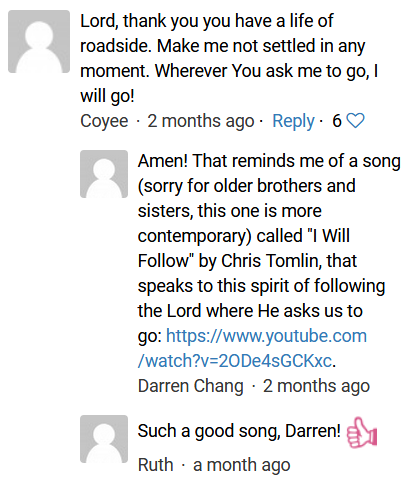 Lord, thank you you have a life of
roadside. Make me not settled in any
moment. Wherever You ask me to go, I
will go!
Coyee · 2 months ago · Reply · 6
Amen! That reminds me of a song
(sorry for older brothers and
sisters, this one is more
contemporary) called "I Will
Follow" by Chris Tomlin, that
speaks to this spirit of following
the Lord where He asks us to
go: https://www.youtube.com
/watch?v=2ODe4sGCKxc.
Darren Chang · 2 months ago
Such a good song, Darren!
Ruth · a month ago